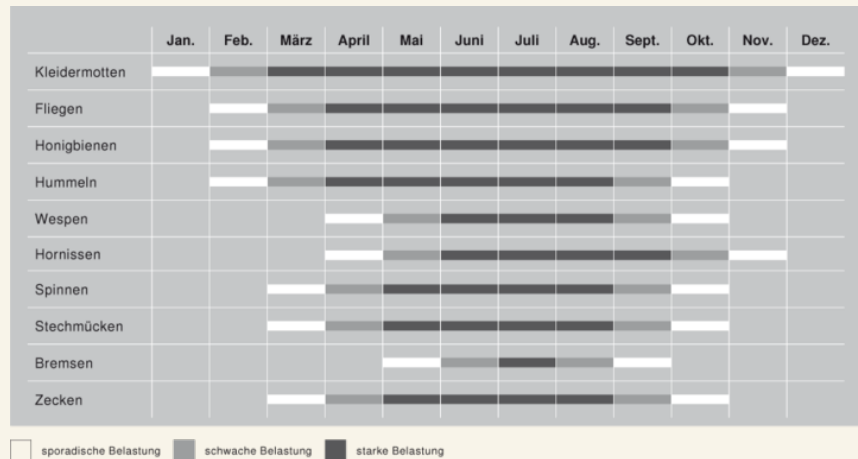 Jan. Feb. März April Mai Juni Juli Aug. Sept. Okt. Nov. Dez.
Kleidermotten
Fliegen
Honigbienen
Hummeln
Wespen
Hornissen
Spinnen
Stechmücken
Bremsen
Zecken
sporadische Belastung schwache Belastung starke Belastung